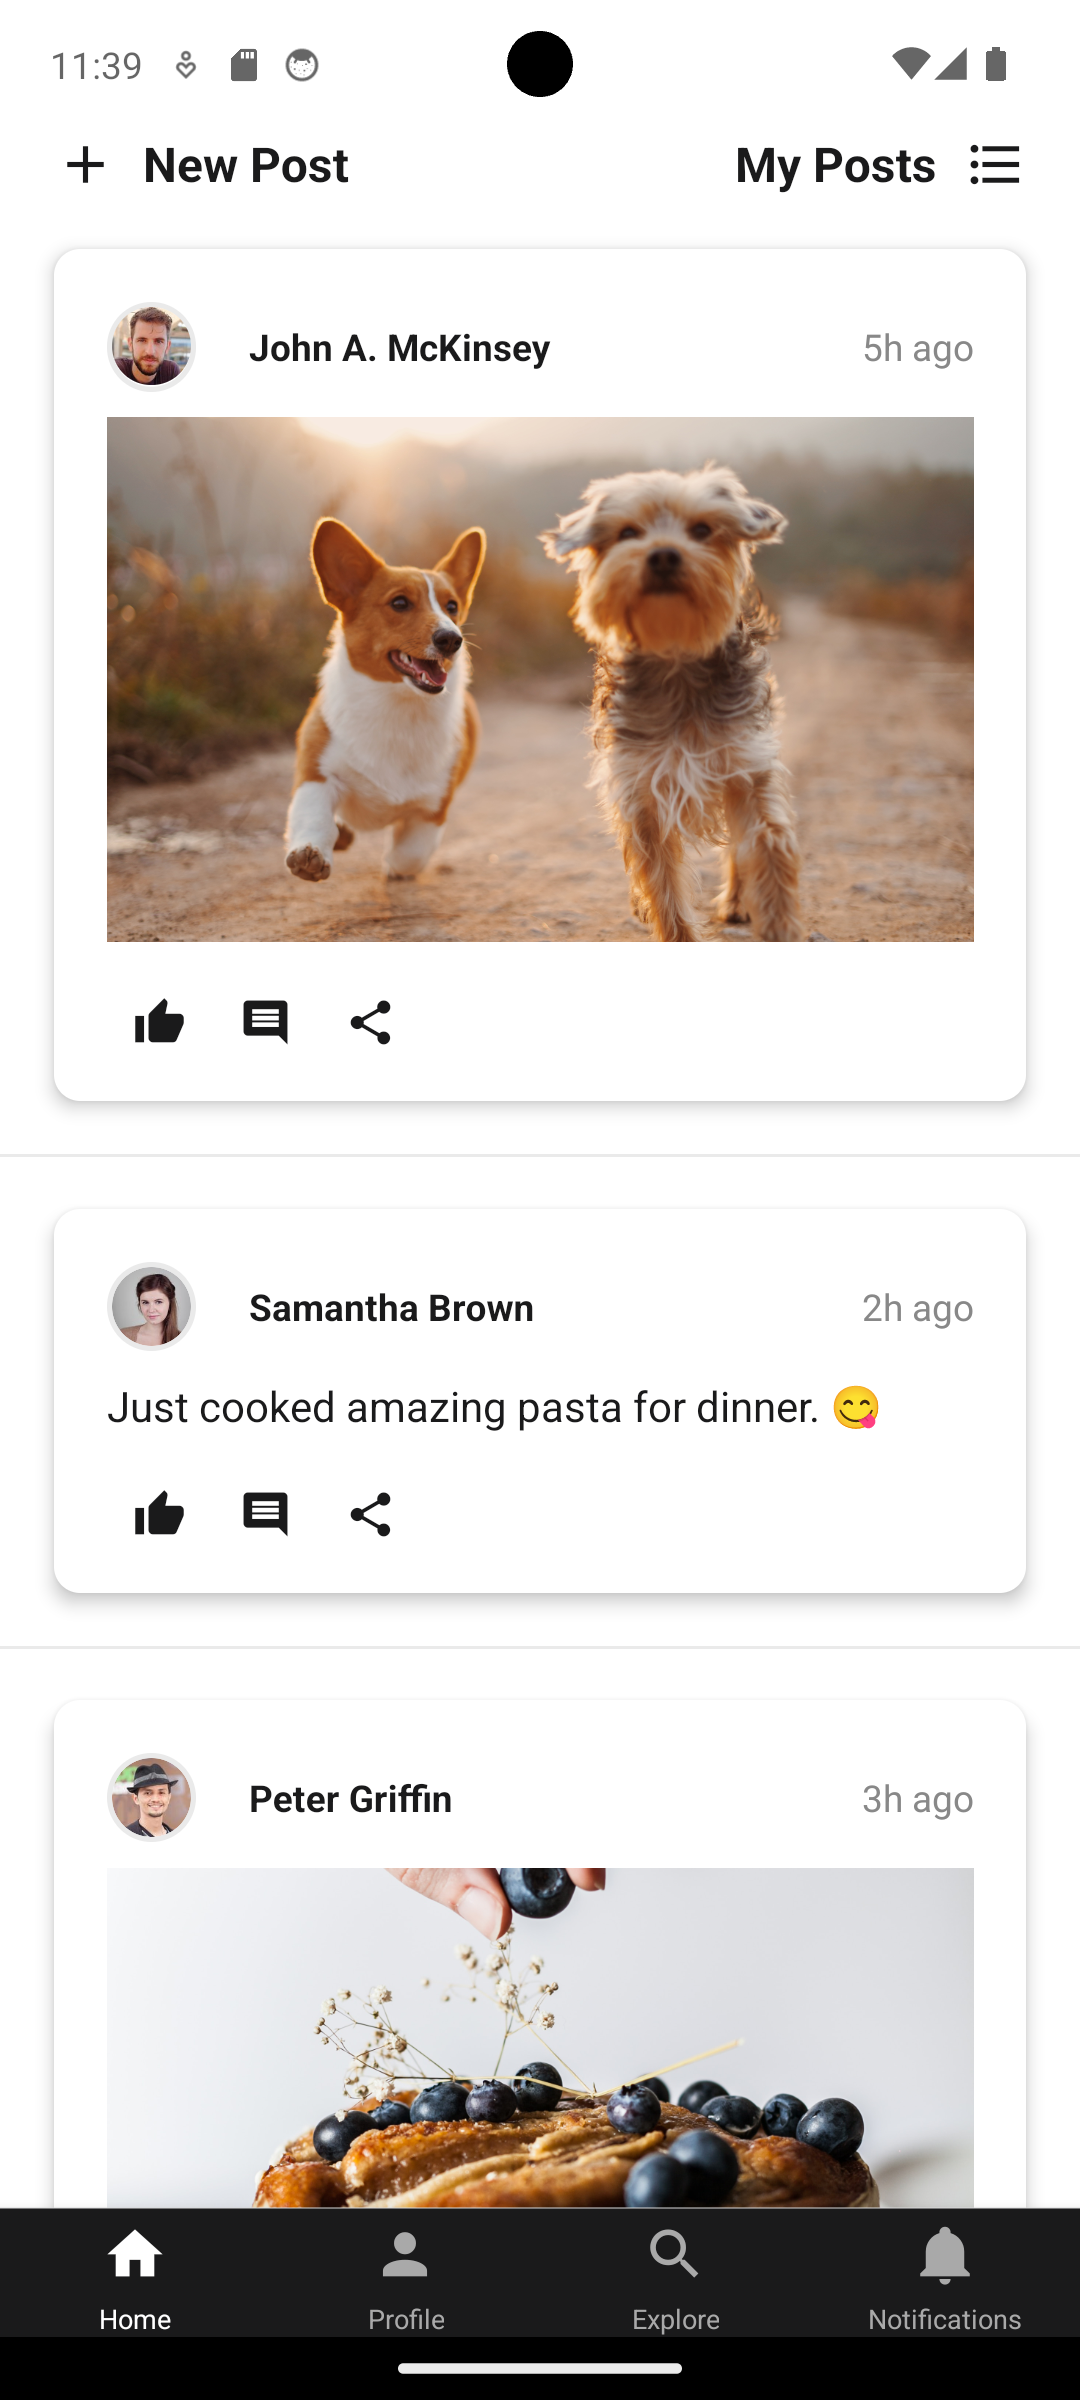 11:39
New Post
My Posts
John A. McKinsey
5h ago
Samantha Brown
2h ago
Just cooked amazing pasta for dinner. 😋
Peter Griffin
3h ago
Home
Profile
Explore
Notifications